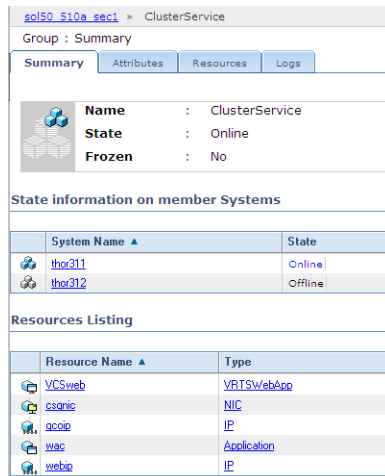 sol50_510a_sec1 » ClusterService
Group : Summary
Summary Attributes Resources Logs
Name : ClusterService
State : Online
Frozen : No
State information on member Systems
System Name ▲ State
thor311 Online
thor312 Offline
Resources Listing
Resource Name ▲ Type
VCSweb VRTSWebApp
csgnic NIC
gcoip IP
wac Application
webip IP